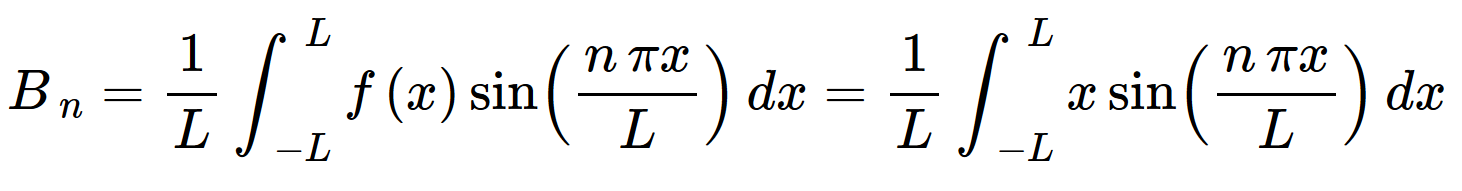 $B_n = \frac{1}{L} \int_{-L}^{L} f(x) \sin\left(\frac{n \pi x}{L}\right) dx = \frac{1}{L} \int_{-L}^{L} x \sin\left(\frac{n \pi x}{L}\right) dx$